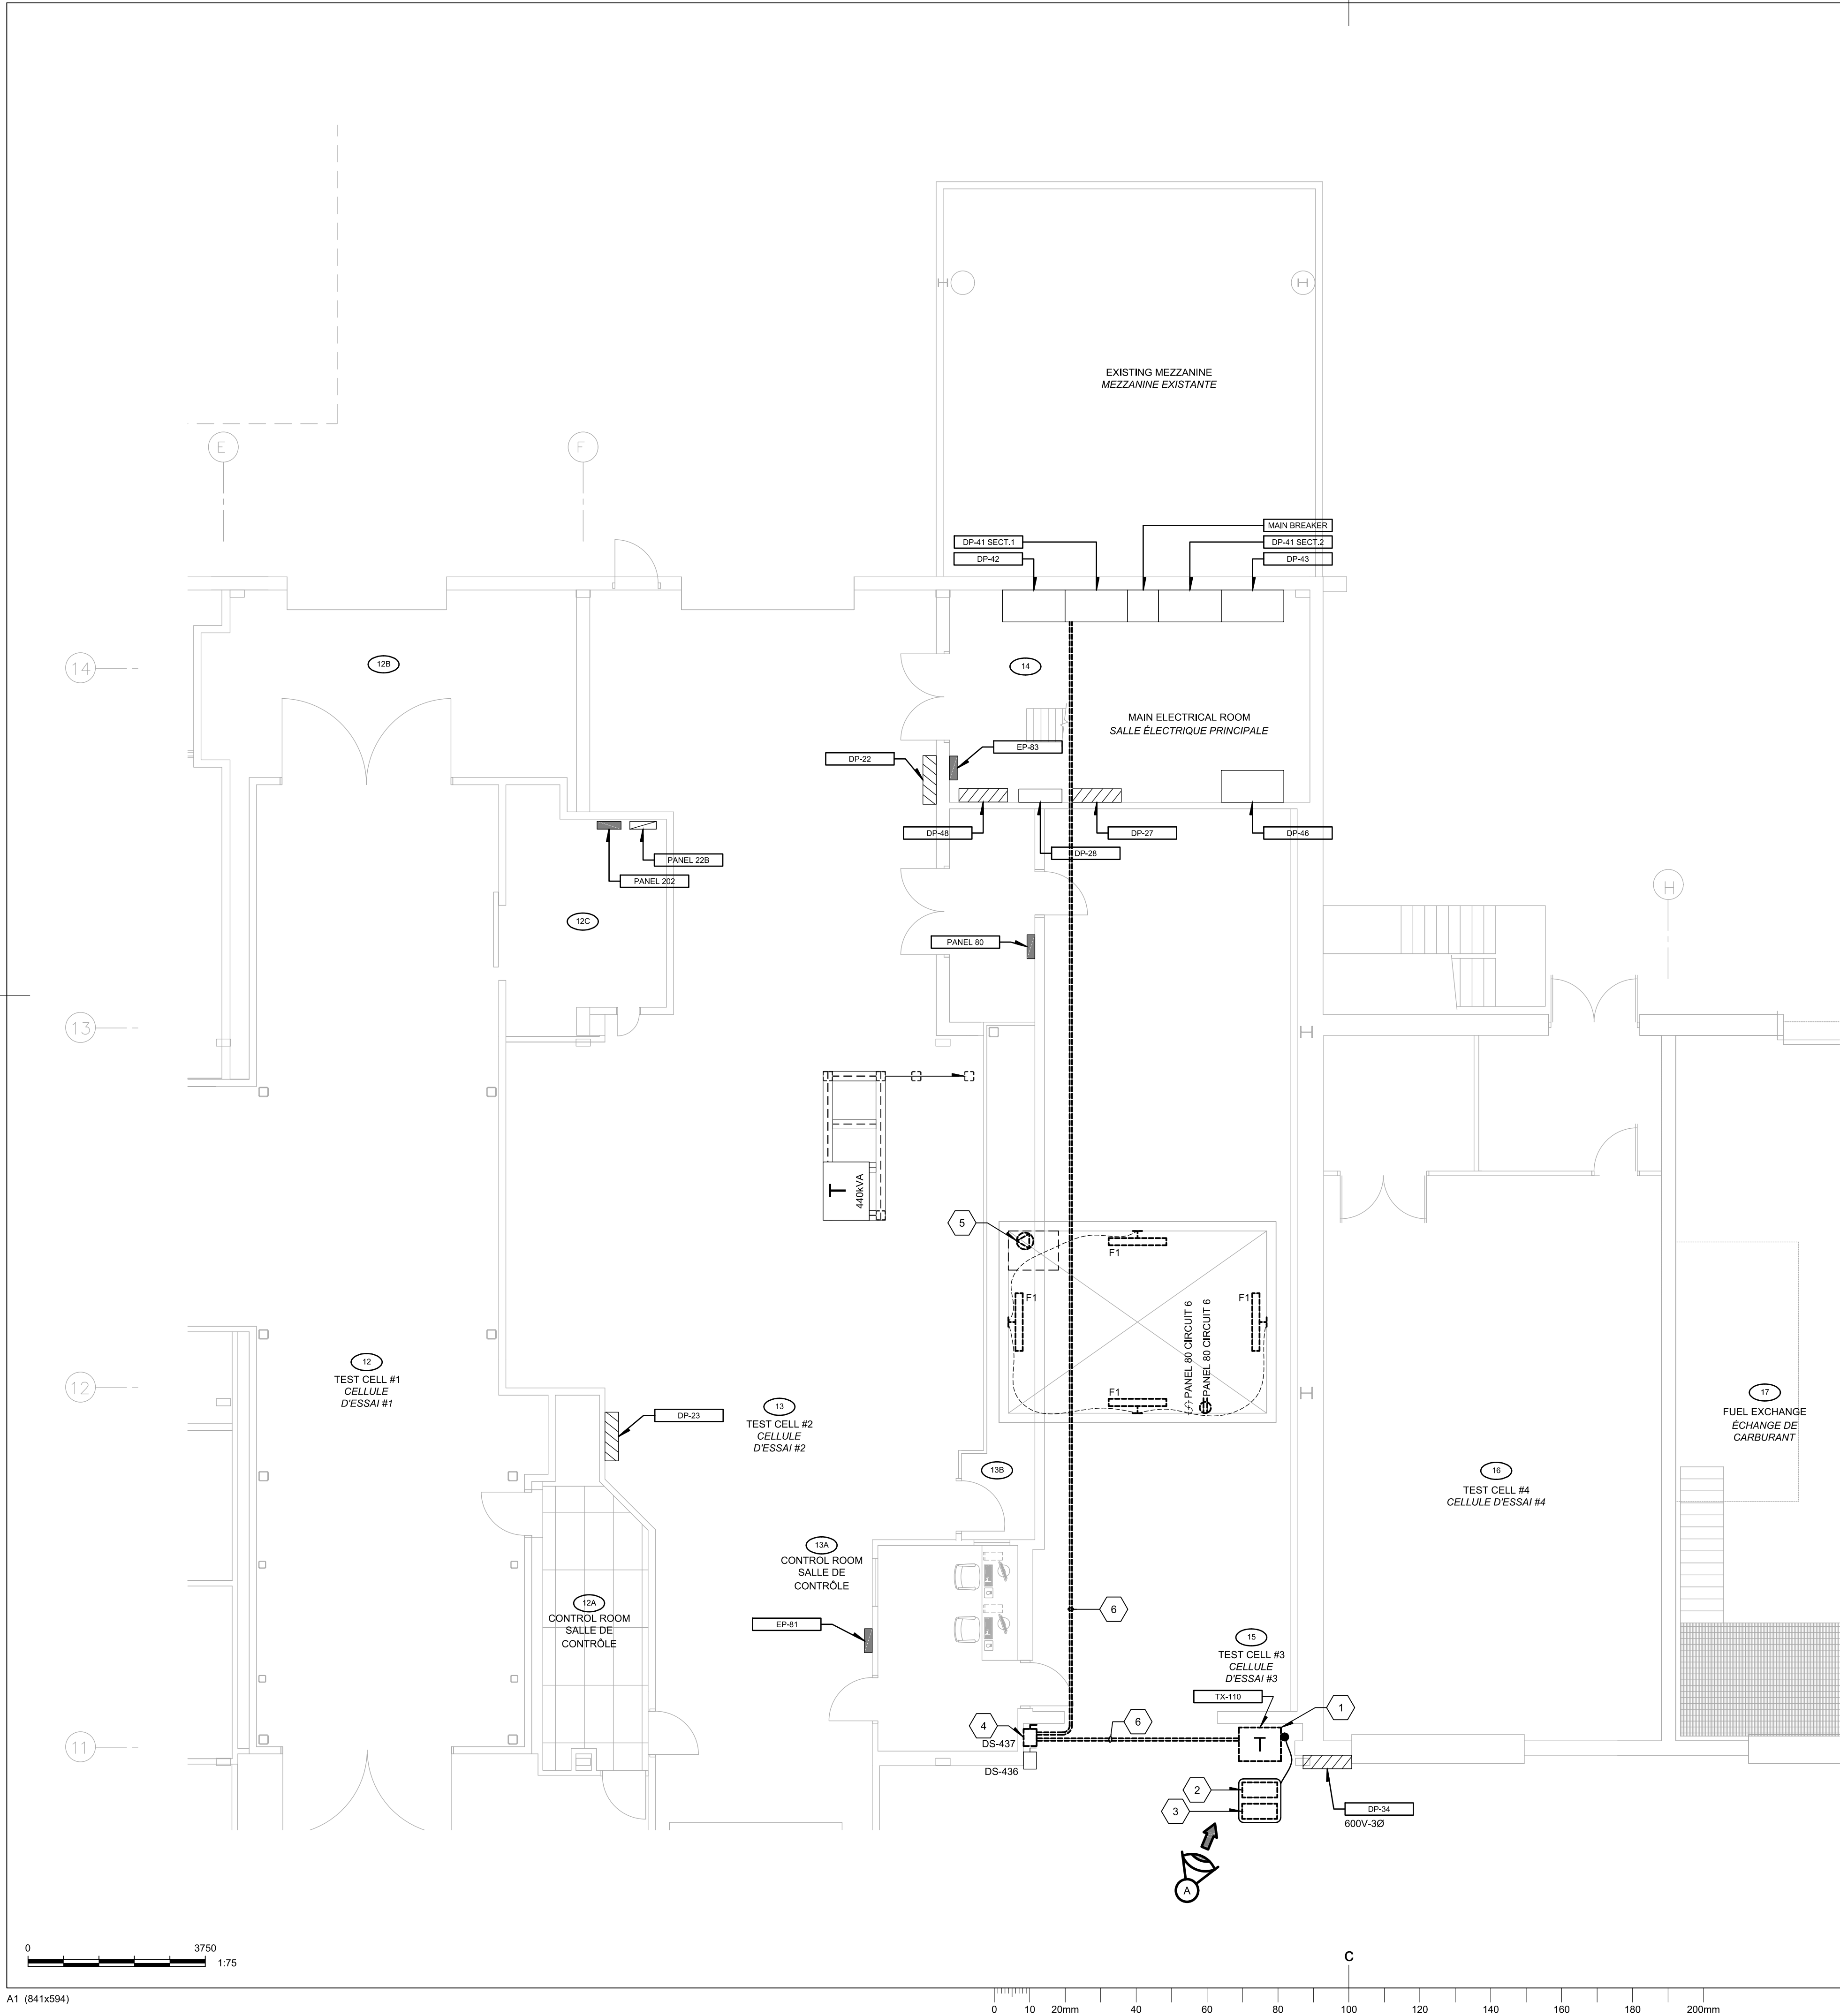 EXISTING MEZZANINE
MEZZANINE EXISTANTE
E
F
MAIN BREAKER
DP-41 SECT.1
DP-41 SECT.2
DP-42
DP-43
14
12B
14
MAIN ELECTRICAL ROOM
SALLE ÉLECTRIQUE PRINCIPALE
EP-83
DP-22
DP-48
DP-27
DP-46
DP-28
PANEL 22B
PANEL 202
H
12C
PANEL 80
13
T
440kVA
5
F1
F1
F1
PANEL 80 CIRCUIT 6
PANEL 80 CIRCUIT 6
F1
12
12
TEST CELL #1
CELLULE
D'ESSAI #1
DP-23
13
TEST CELL #2
CELLULE
D'ESSAI #2
17
FUEL EXCHANGE
ÉCHANGE DE
CARBURANT
13B
16
TEST CELL #4
CELLULE D'ESSAI #4
13A
CONTROL ROOM
SALLE DE
CONTRÔLE
12A
CONTROL ROOM
SALLE DE
CONTRÔLE
EP-81
6
15
TEST CELL #3
CELLULE
D'ESSAI #3
TX-110
1
4
6
11
DS-437
T
DS-436
2
3
DP-34
600V-3Ø
A
0 3750
1:75
C
A1 (841x594)
0 10 20mm 40 60 80 100 120 140 160 180 200mm